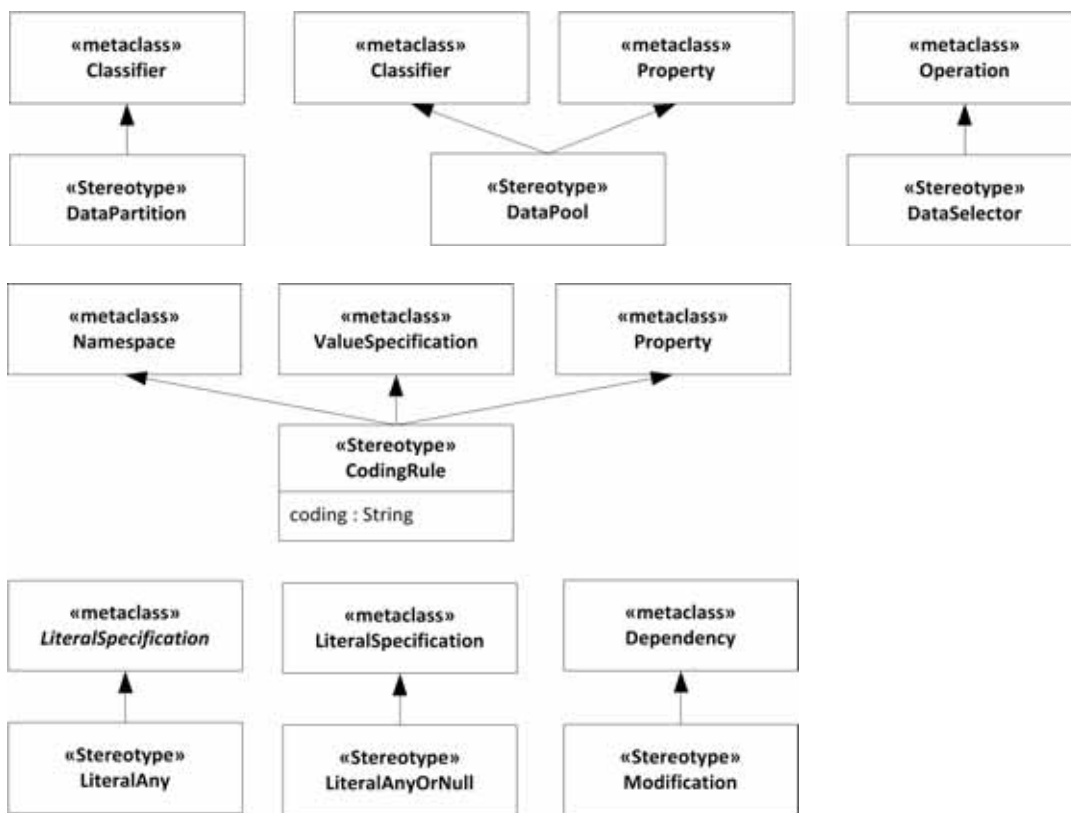 «metaclass»
Classifier
«metaclass»
Classifier
«metaclass»
Property
«metaclass»
Operation
«Stereotype»
DataPartition
«Stereotype»
DataPool
«Stereotype»
DataSelector
«metaclass»
Namespace
«metaclass»
ValueSpecification
«metaclass»
Property
«Stereotype»
CodingRule
coding : String
«metaclass»
LiteralSpecification
«metaclass»
LiteralSpecification
«metaclass»
Dependency
«Stereotype»
LiteralAny
«Stereotype»
LiteralAnyOrNull
«Stereotype»
Modification